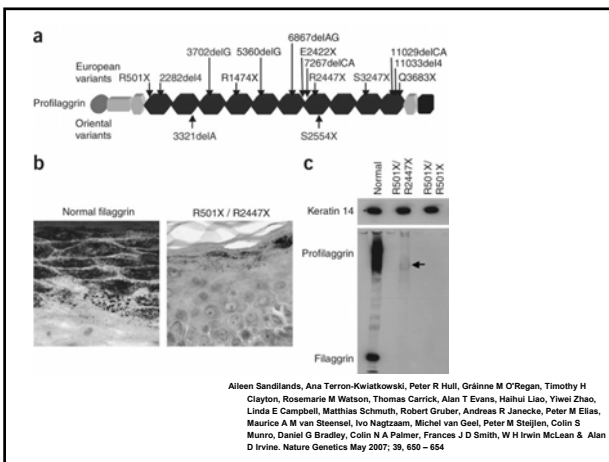 a
6867delAG
3702delG 5360delG E2422X 11029delCA
European variants 7267delCA 11033del4
R501X 2282del4 R1474X R2447X S3247X Q3683X
Profilaggrin
Oriental variants
3321delA S2554X
b
Normal filaggrin
R501X / R2447X
c
Normal
R501X/ R2447X
R501X/ R501X
Keratin 14
Profilaggrin
Filaggrin
Aileen Sandilands, Ana Terron-Kwiatkowski, Peter R Hull, Gráinne M O'Regan, Timothy H
Clayton, Rosemarie M Watson, Thomas Carrick, Alan T Evans, Haihui Liao, Yiwei Zhao,
Linda E Campbell, Matthias Schmuth, Robert Gruber, Andreas R Janecke, Peter M Elias,
Maurice A M van Steensel, Ivo Nagtzaam, Michel van Geel, Peter M Steijlen, Colin S
Munro, Daniel G Bradley, Colin N A Palmer, Frances J D Smith, W H Irwin McLean & Alan
D Irvine. Nature Genetics May 2007; 39, 650 – 654